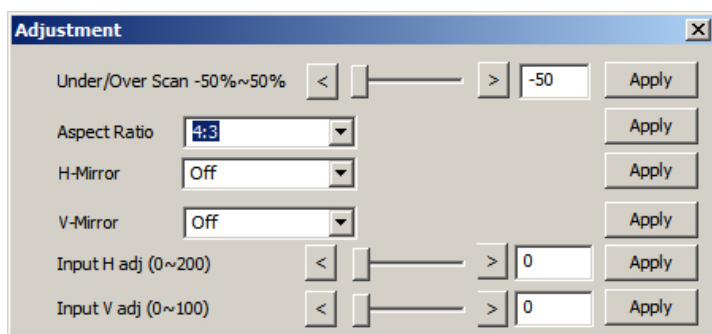 Adjustment
Under/Over Scan -50%~50% < > -50 Apply
Aspect Ratio 4:3 Apply
H-Mirror Off Apply
V-Mirror Off Apply
Input H adj (0~200) < > 0 Apply
Input V adj (0~100) < > 0 Apply